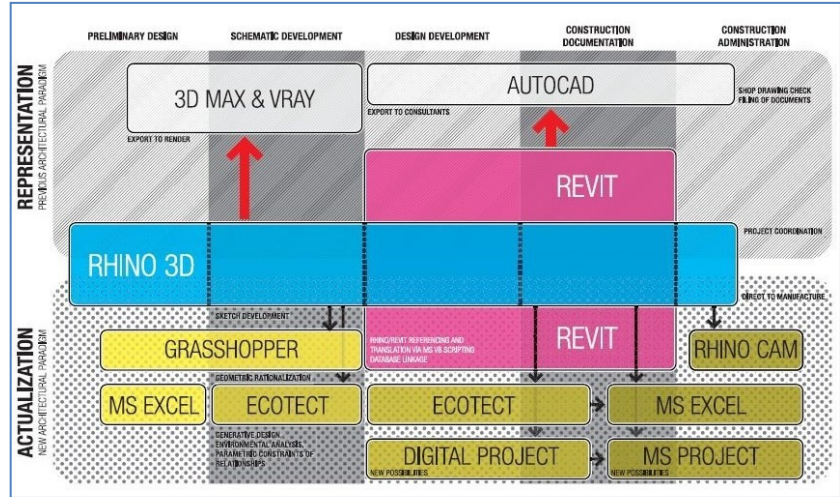 PRELIMINARY DESIGN
SCHEMATIC DEVELOPMENT
DESIGN DEVELOPMENT
CONSTRUCTION
DOCUMENTATION
CONSTRUCTION
ADMINISTRATION
REPRESENTATION
PREVIOUS ARCHITECTURAL PARADIGM
3D MAX & VRAY
EXPORT TO RENDER
AUTOCAD
EXPORT TO CONSULTANTS
SHOP DRAWING CHECK
FILING OF DOCUMENTS
REVIT
PROJECT COORDINATION
RHINO 3D
DIRECT TO MANUFACTURE
ACTUALIZATION
NEW ARCHITECTURAL PARADIGM
SKETCH DEVELOPMENT
GRASSHOPPER
RHINO/REVIT REFERENCING AND
TRANSLATION VIA MS VB SCRIPTING
DATABASE LINKAGE
REVIT
RHINO CAM
GEOMETRIC RATIONALIZATION
MS EXCEL
ECOTECT
ECOTECT
MS EXCEL
GENERATIVE DESIGN
ENVIRONMENTAL ANALYSIS,
PARAMETRIC CONSTRAINTS OF
RELATIONSHIPS
DIGITAL PROJECT
NEW POSSIBILITIES
MS PROJECT
NEW POSSIBILITIES